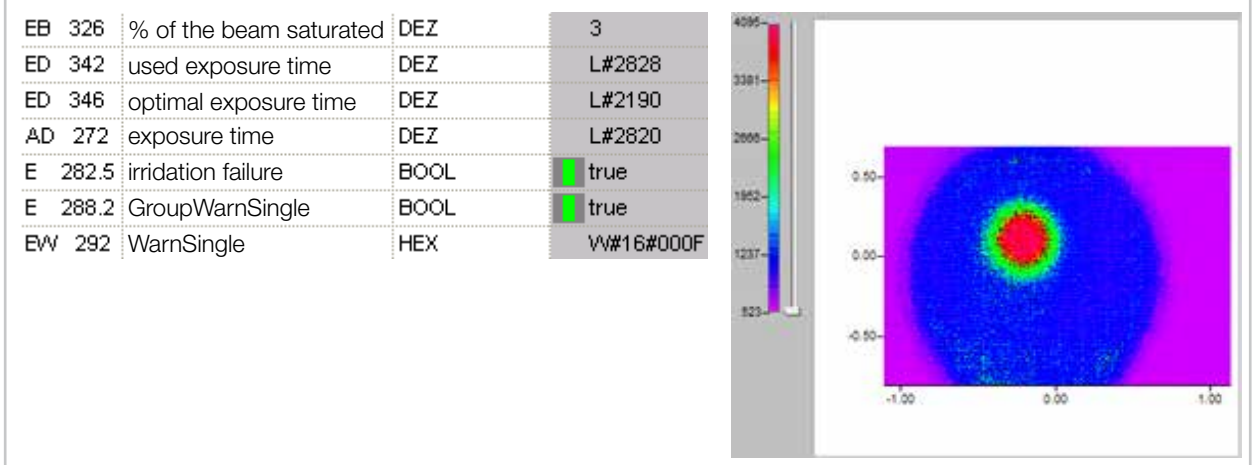 EB 326 % of the beam saturated DEZ 3
ED 342 used exposure time DEZ L#2828
ED 346 optimal exposure time DEZ L#2190
AD 272 exposure time DEZ L#2820
E 282.5 irridation failure BOOL true
E 288.2 GroupWarnSingle BOOL true
EW 292 WarnSingle HEX W#16#000F
4095
3381
2666
1952
1237
523
0.50
0.00
-0.50
-1.00 0.00 1.00